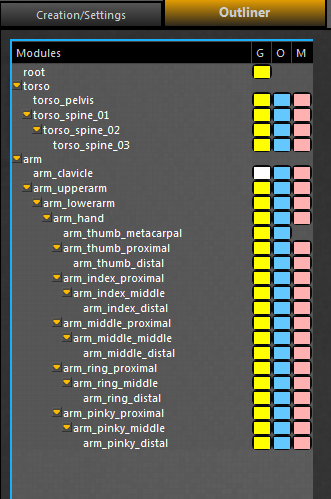 Creation/Settings Outliner
Modules G O M
root
torso
torso_pelvis
torso_spine_01
torso_spine_02
torso_spine_03
arm
arm_clavicle
arm_upperarm
arm_lowerarm
arm_hand
arm_thumb_metacarpal
arm_thumb_proximal
arm_thumb_distal
arm_index_proximal
arm_index_middle
arm_index_distal
arm_middle_proximal
arm_middle_middle
arm_middle_distal
arm_ring_proximal
arm_ring_middle
arm_ring_distal
arm_pinky_proximal
arm_pinky_middle
arm_pinky_distal